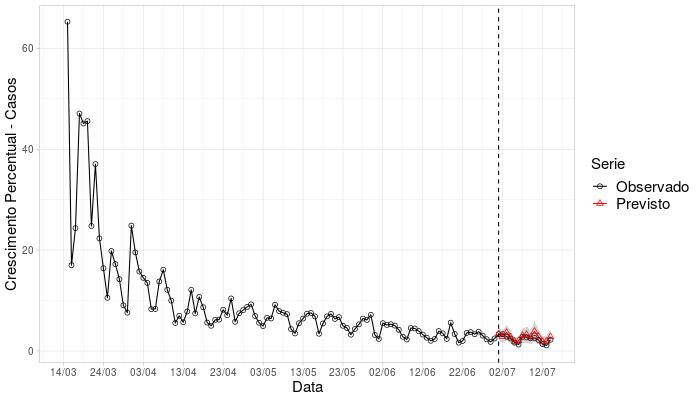 Crescimento Percentual - Casos
60
40
20
0
14/03 24/03 03/04 13/04 23/04 03/05 13/05 23/05 02/06 12/06 22/06 02/07 12/07
Data
Serie
Observado
Previsto